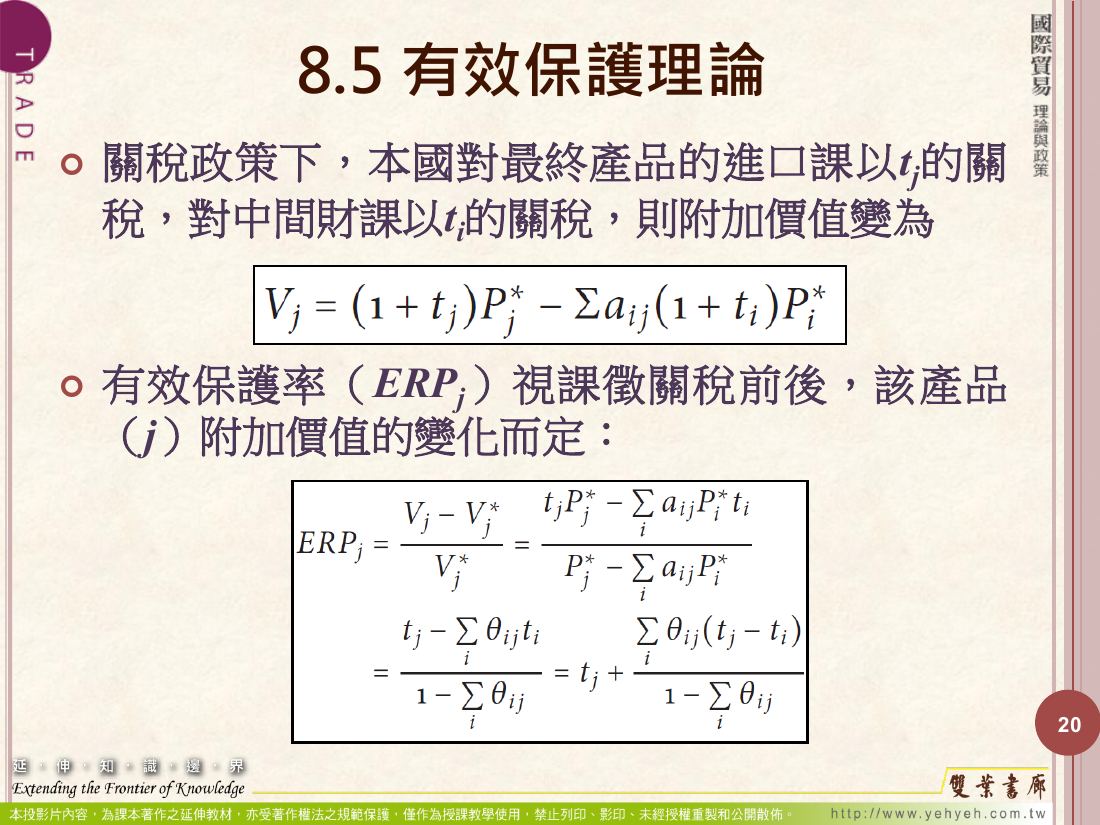 TRADE
8.5 有效保護理論
國際貿易 理論與政策
關稅政策下，本國對最終產品的進口課以tj的關
稅，對中間財課以ti的關稅，則附加價值變為
Vj = (1 + tj)Pj* − Σaij(1 + ti)Pi*
有效保護率（ERPj）視課徵關稅前後，該產品
（j）附加價值的變化而定：
ERPj = (Vj − Vj*) / Vj* = (tjPj* − Σi aijPi*ti) / (Pj* − Σi aijPi*)
= (tj − Σi θijti) / (1 − Σi θij) = tj + Σi θij(tj − ti) / (1 − Σi θij)
20
延。伸。知。識。邊。界
Extending the Frontier of Knowledge
雙葉書廊
本投影片內容，為課本著作之延伸教材，亦受著作權法之規範保護，僅作為授課教學使用，禁止列印、影印、未經授權重製和公開散佈。
http://www.yehyeh.com.tw